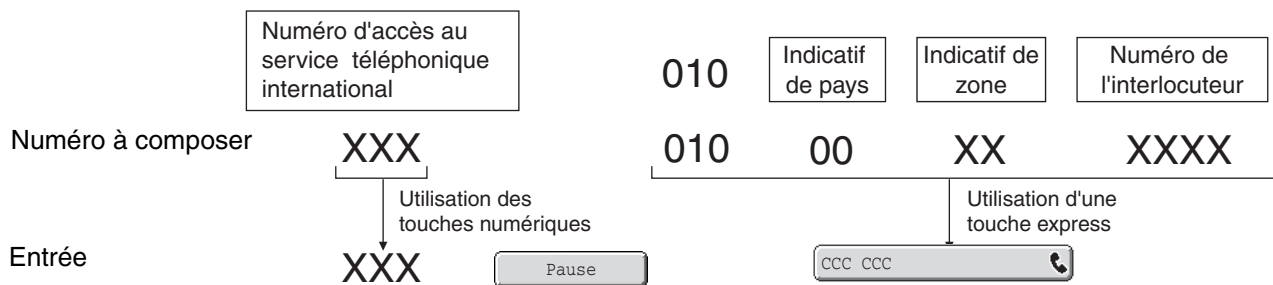 Numéro d'accès au
service téléphonique
international
010
Indicatif
de pays
Indicatif de
zone
Numéro de
l'interlocuteur
Numéro à composer
XXX
010
00
XX
XXXX
Utilisation des
touches numériques
Utilisation d'une
touche express
Entrée
XXX
Pause
CCC CCC